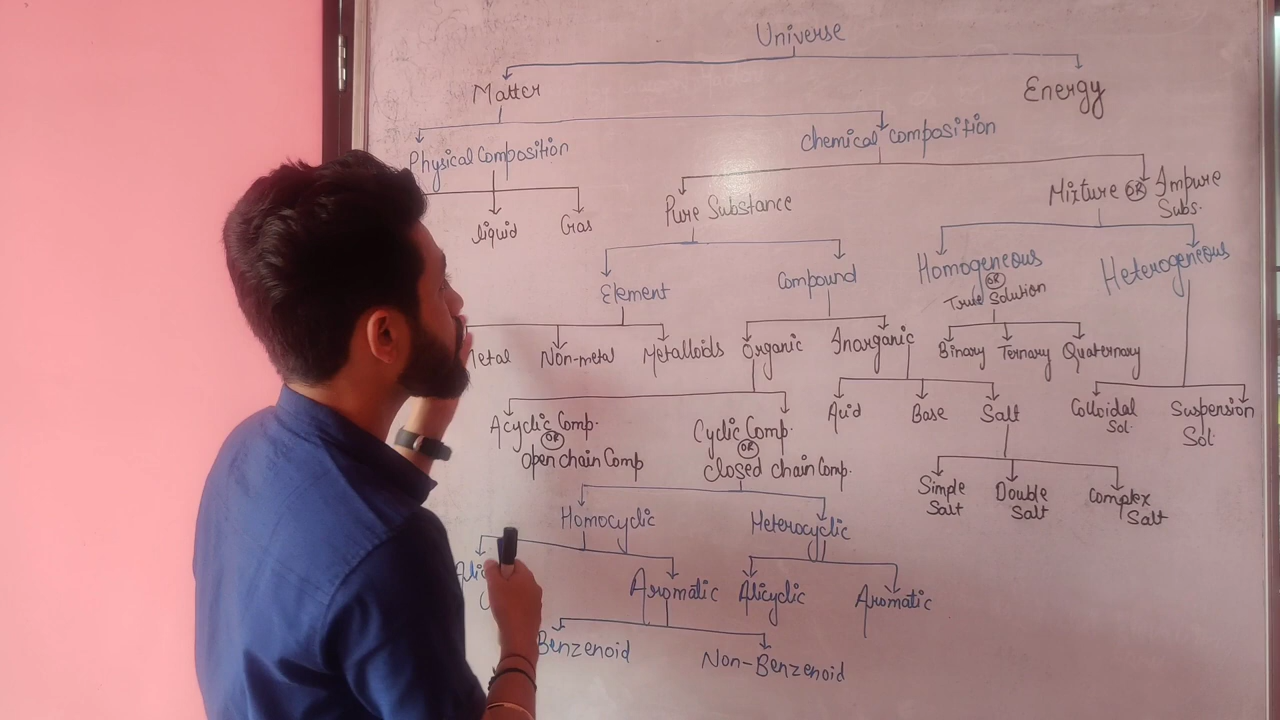 Universe
Matter
Energy
Physical Composition
Chemical Composition
liquid
Gas
Pure Substance
Mixture OR Impure
Subs.
Element
Compound
Homogeneous
OR
True Solution
Heterogeneous
Non-metal
Metalloids
Organic
Inorganic
Binary
Ternary
Quaternary
Acyclic Comp.
OR
Open chain Comp
Cyclic Comp.
OR
closed chain Comp.
Acid
Base
Salt
Colloidal
Sol.
Suspension
Sol.
Simple
Salt
Double
Salt
Complex
Salt
Homocyclic
Heterocyclic
Aromatic
Alicyclic
Aromatic
Benzenoid
Non-Benzenoid